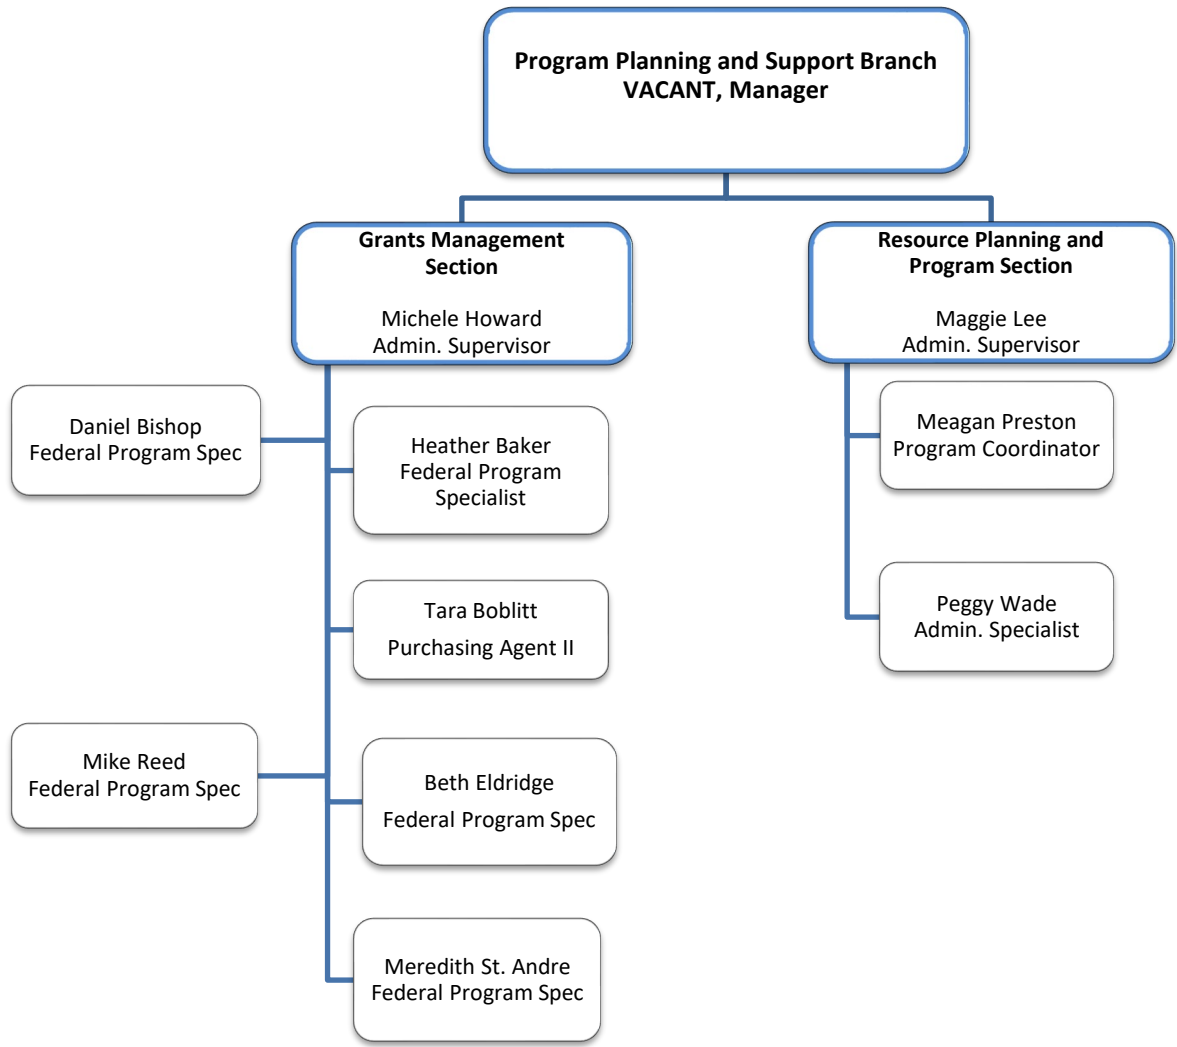 Program Planning and Support Branch
VACANT, Manager
Grants Management
Section
Michele Howard
Admin. Supervisor
Resource Planning and
Program Section
Maggie Lee
Admin. Supervisor
Daniel Bishop
Federal Program Spec
Heather Baker
Federal Program
Specialist
Meagan Preston
Program Coordinator
Tara Boblitt
Purchasing Agent II
Peggy Wade
Admin. Specialist
Mike Reed
Federal Program Spec
Beth Eldridge
Federal Program Spec
Meredith St. Andre
Federal Program Spec